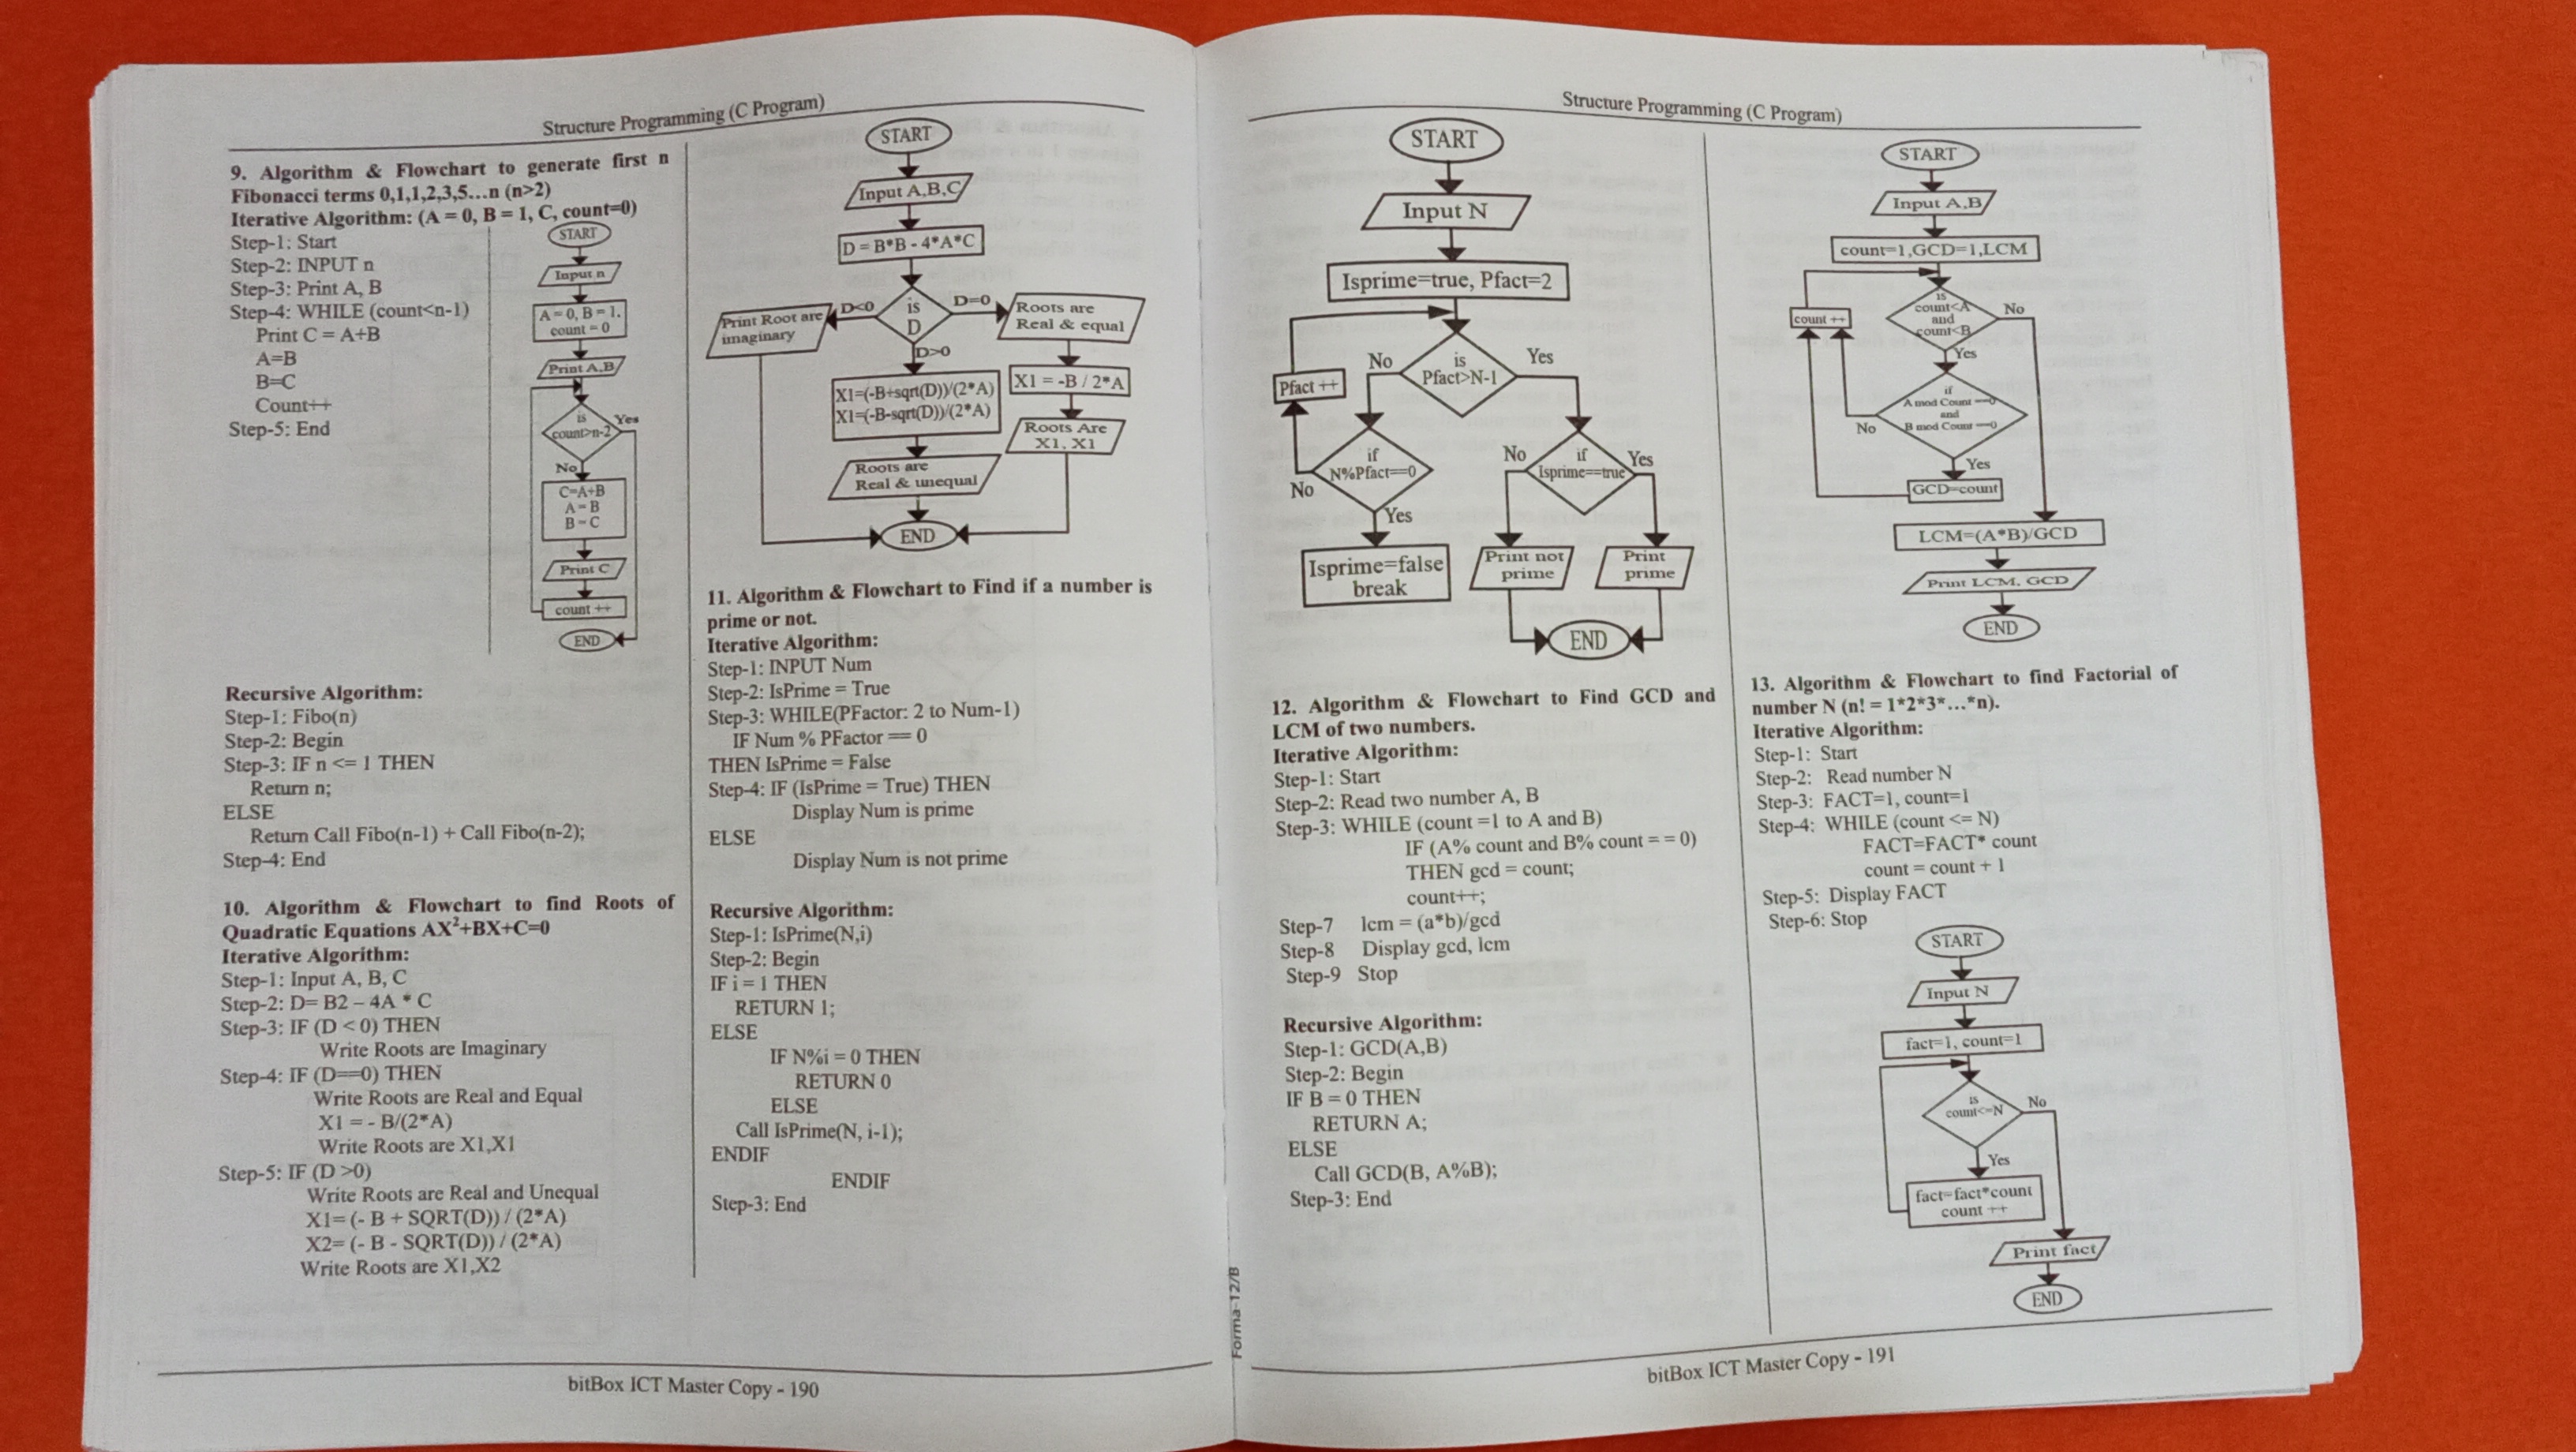 Structure Programming (C Program)
9. Algorithm & Flowchart to generate first n
Fibonacci terms 0,1,1,2,3,5...n (n>2)
Iterative Algorithm: (A = 0, B = 1, C, count=0)
Step-1: Start
Step-2: INPUT n
Step-3: Print A, B
Step-4: WHILE (count<n-1)
Print C = A+B
A=B
B=C
Count++
Step-5: End
START
Input n
A=0, B=1.
count=0
Print A,B
is
count>n-2
Yes
No
C=A+B
A=B
B=C
Print C
count ++
END
Recursive Algorithm:
Step-1: Fibo(n)
Step-2: Begin
Step-3: IF n <= 1 THEN
Return n;
ELSE
Return Call Fibo(n-1) + Call Fibo(n-2);
Step-4: End
10. Algorithm & Flowchart to find Roots of
Quadratic Equations AX²+BX+C=0
Iterative Algorithm:
Step-1: Input A, B, C
Step-2: D= B2 – 4A * C
Step-3: IF (D < 0) THEN
Write Roots are Imaginary
Step-4: IF (D==0) THEN
Write Roots are Real and Equal
X1 = - B/(2*A)
Write Roots are X1,X1
Step-5: IF (D >0)
Write Roots are Real and Unequal
X1= (- B + SQRT(D)) / (2*A)
X2= (- B - SQRT(D)) / (2*A)
Write Roots are X1,X2
START
Input A,B,C
D = B*B - 4*A*C
is
D
D<0
D=0
D>0
Print Root are
imaginary
Roots are
Real & equal
X1=(-B+sqrt(D))/(2*A)
X1=(-B-sqrt(D))/(2*A)
X1 = -B / 2*A
Roots Are
X1, X1
Roots are
Real & unequal
END
11. Algorithm & Flowchart to Find if a number is
prime or not.
Iterative Algorithm:
Step-1: INPUT Num
Step-2: IsPrime = True
Step-3: WHILE(PFactor: 2 to Num-1)
IF Num % PFactor == 0
THEN IsPrime = False
Step-4: IF (IsPrime = True) THEN
Display Num is prime
ELSE
Display Num is not prime
Recursive Algorithm:
Step-1: IsPrime(N,i)
Step-2: Begin
IF i = 1 THEN
RETURN 1;
ELSE
IF N%i = 0 THEN
RETURN 0
ELSE
Call IsPrime(N, i-1);
ENDIF
ENDIF
Step-3: End
bitBox ICT Master Copy - 190
Structure Programming (C Program)
START
Input N
Isprime=true, Pfact=2
is
Pfact>N-1
No
Yes
Pfact ++
if
N%Pfact==0
No
Yes
if
Isprime==true
No
Yes
Isprime=false
break
Print not
prime
Print
prime
END
12. Algorithm & Flowchart to Find GCD and
LCM of two numbers.
Iterative Algorithm:
Step-1: Start
Step-2: Read two number A, B
Step-3: WHILE (count =1 to A and B)
IF (A% count and B% count = = 0)
THEN gcd = count;
count++;
Step-7 lcm = (a*b)/gcd
Step-8 Display gcd, lcm
Step-9 Stop
Recursive Algorithm:
Step-1: GCD(A,B)
Step-2: Begin
IF B = 0 THEN
RETURN A;
ELSE
Call GCD(B, A%B);
Step-3: End
Forma-12/B
START
Input A,B
count=1,GCD=1,LCM
is
count<A
and
count<B
No
count ++
Yes
if
A mod Count ==0
and
B mod Count ==0
No
Yes
GCD=count
LCM=(A*B)/GCD
Print LCM, GCD
END
13. Algorithm & Flowchart to find Factorial of
number N (n! = 1*2*3*...*n).
Iterative Algorithm:
Step-1: Start
Step-2: Read number N
Step-3: FACT=1, count=1
Step-4: WHILE (count <= N)
FACT=FACT* count
count = count + 1
Step-5: Display FACT
Step-6: Stop
START
Input N
fact=1, count=1
is
count<=N
No
Yes
fact=fact*count
count ++
Print fact
END
bitBox ICT Master Copy - 191